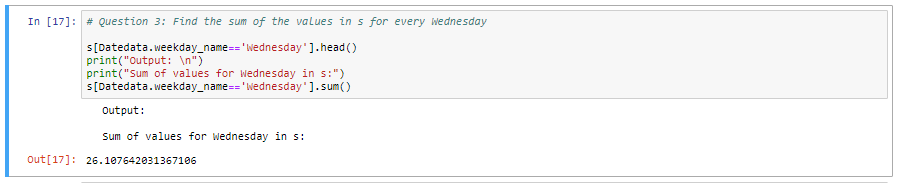 In [17]: # Question 3: Find the sum of the values in s for every Wednesday
s[Datedata.weekday_name=='Wednesday'].head()
print("Output: \n")
print("Sum of values for Wednesday in s:")
s[Datedata.weekday_name=='Wednesday'].sum()
Output:
Sum of values for Wednesday in s:
Out[17]: 26.107642031367106